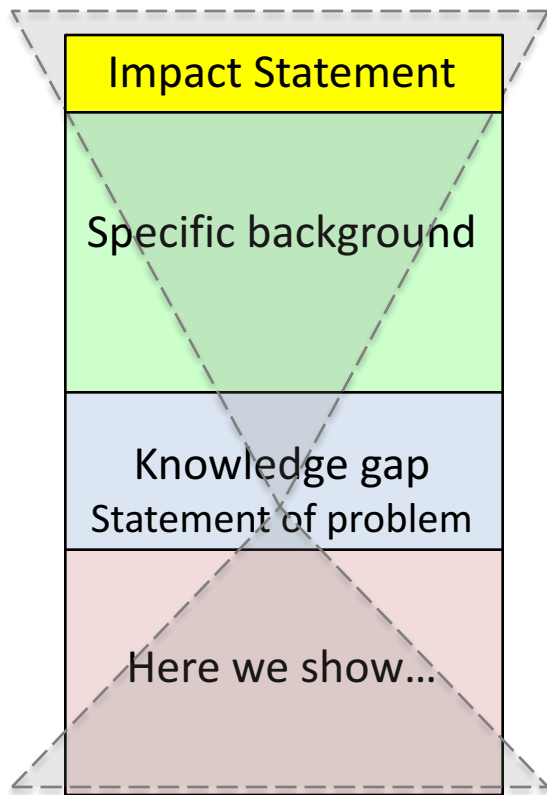 Impact Statement
Specific background
Knowledge gap
Statement of problem
Here we show…